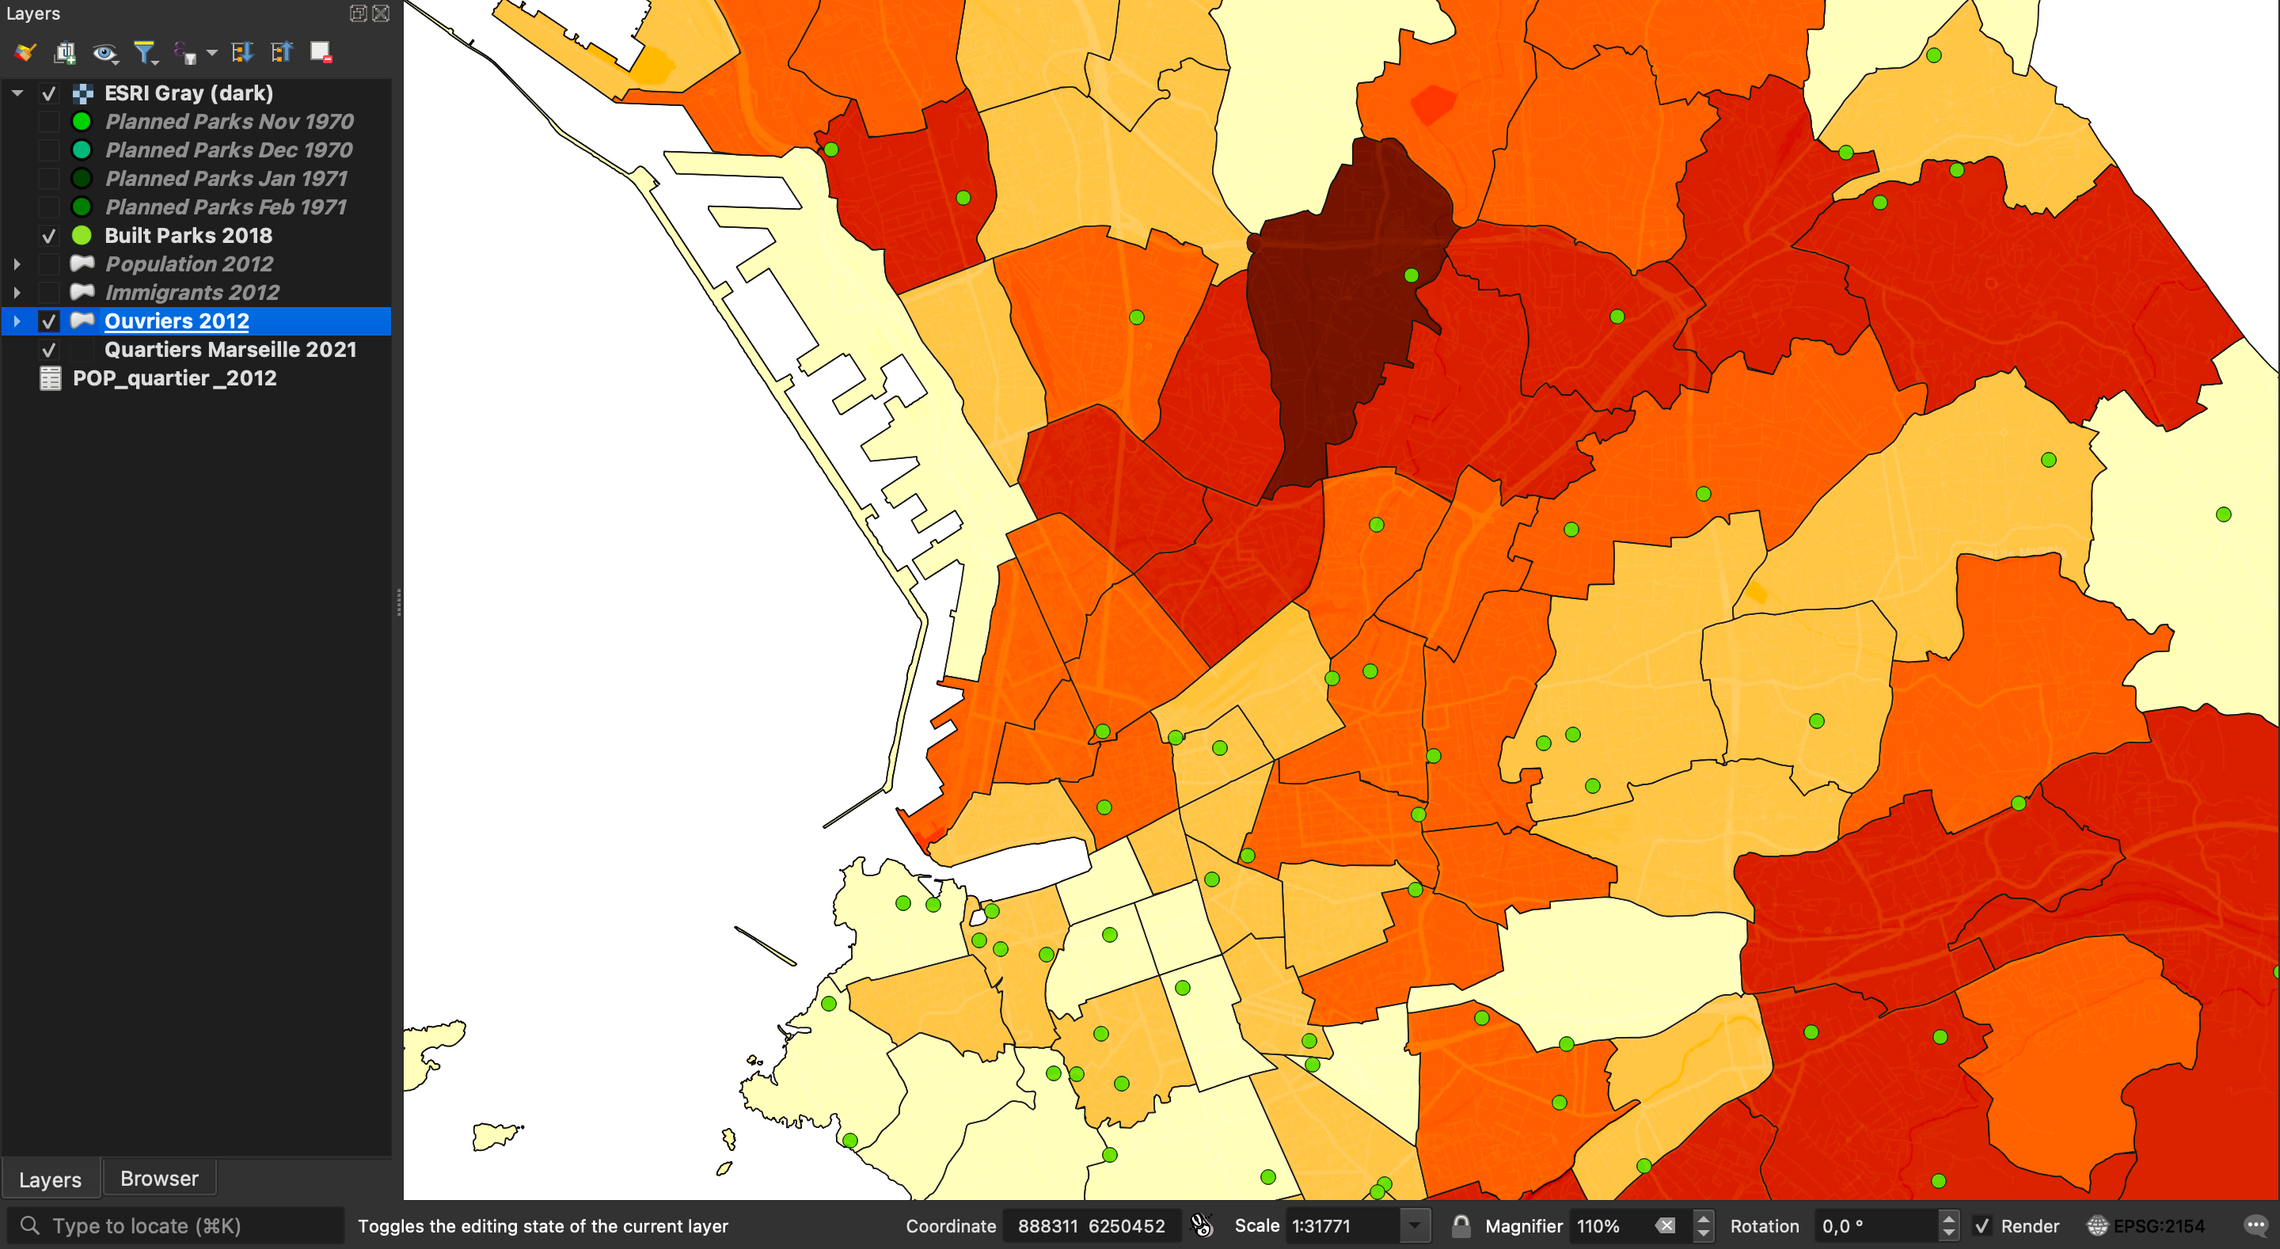 Layers
ESRI Gray (dark)
Planned Parks Nov 1970
Planned Parks Dec 1970
Planned Parks Jan 1971
Planned Parks Feb 1971
Built Parks 2018
Population 2012
Immigrants 2012
Ouvriers 2012
Quartiers Marseille 2021
POP_quartier _2012
Layers Browser
Type to locate (⌘K) Toggles the editing state of the current layer Coordinate 888311 6250452 Scale 1:31771 Magnifier 110% Rotation 0,0 ° Render EPSG:2154